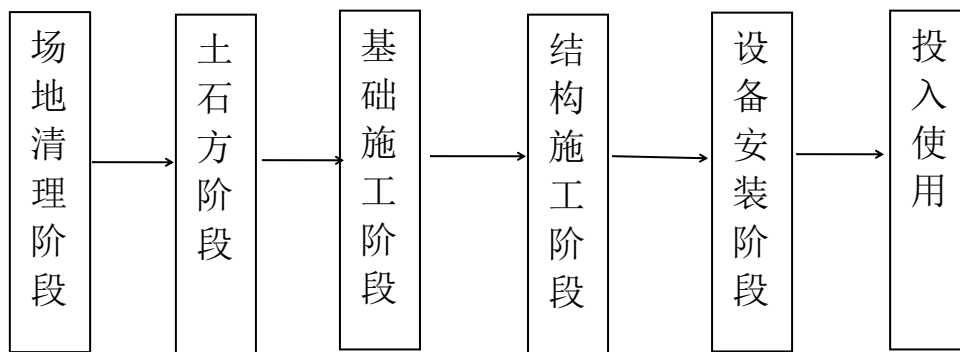 场地清理阶段
土石方阶段
基础施工阶段
结构施工阶段
设备安装阶段
投入使用